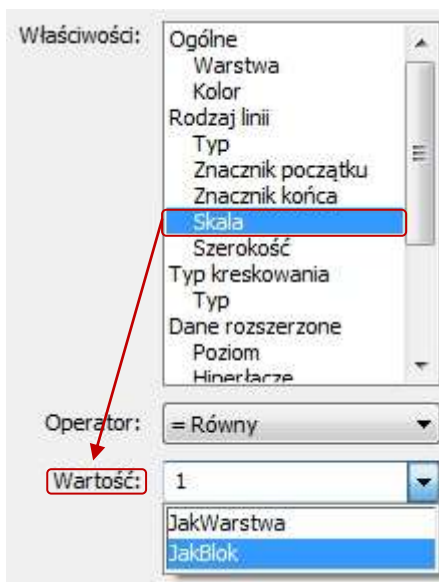 Właściwości:
Ogólne
Warstwa
Kolor
Rodzaj linii
Typ
Znacznik początku
Znacznik końca
Skala
Szerokość
Typ kreskowania
Typ
Dane rozszerzone
Poziom
Hiperłącze
Operator: = Równy
Wartość: 1
JakWarstwa
JakBlok